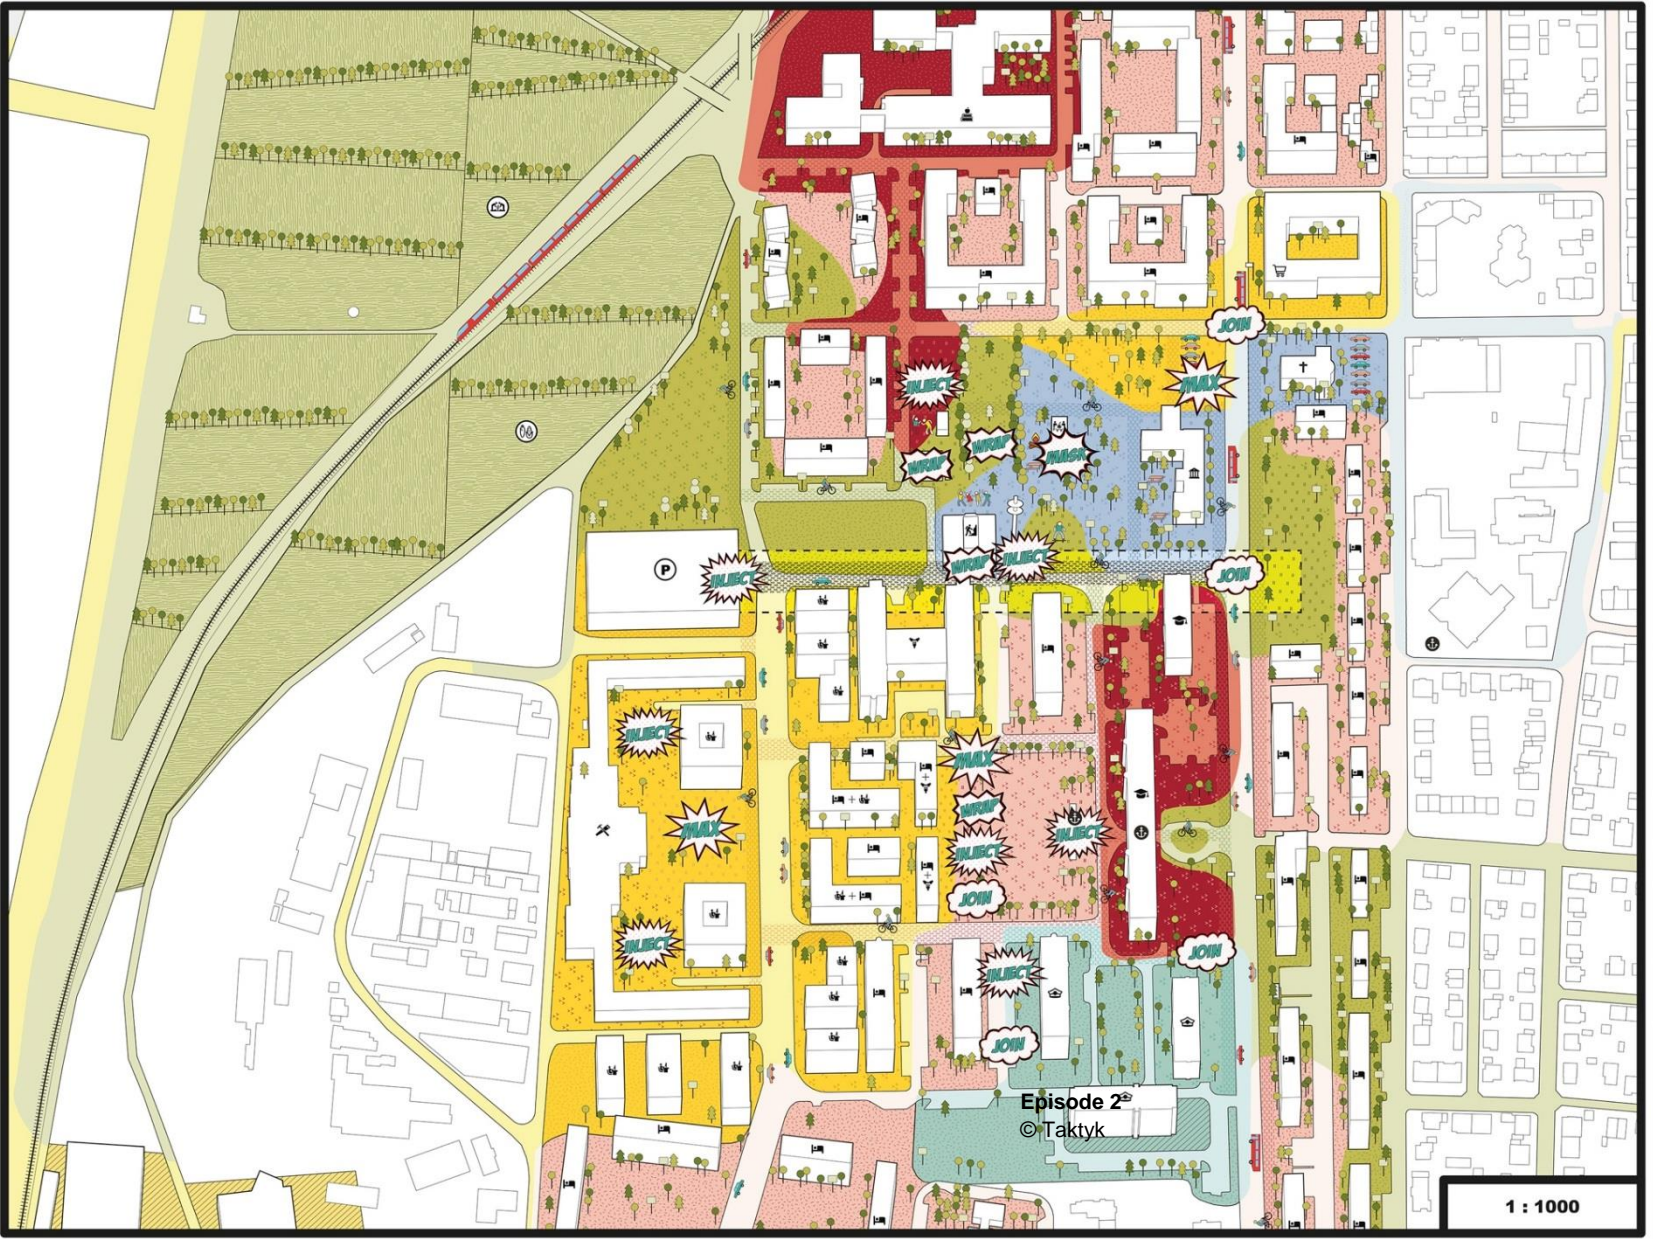 JOIN
MAX
INJECT
WRAP
WRAP
MASK
INJECT
WRAP
INJECT
JOIN
P
INJECT
MAX
MAX
WRAP
INJECT
INJECT
JOIN
INJECT
JOIN
INJECT
JOIN
Episode 2
© Taktyk
1 : 1000